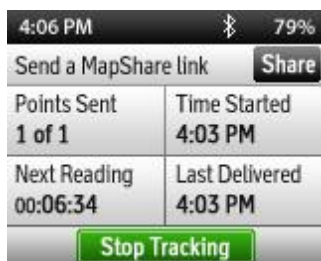 4:06 PM 79%
Send a MapShare link Share
Points Sent Time Started
1 of 1 4:03 PM
Next Reading Last Delivered
00:06:34 4:03 PM
Stop Tracking